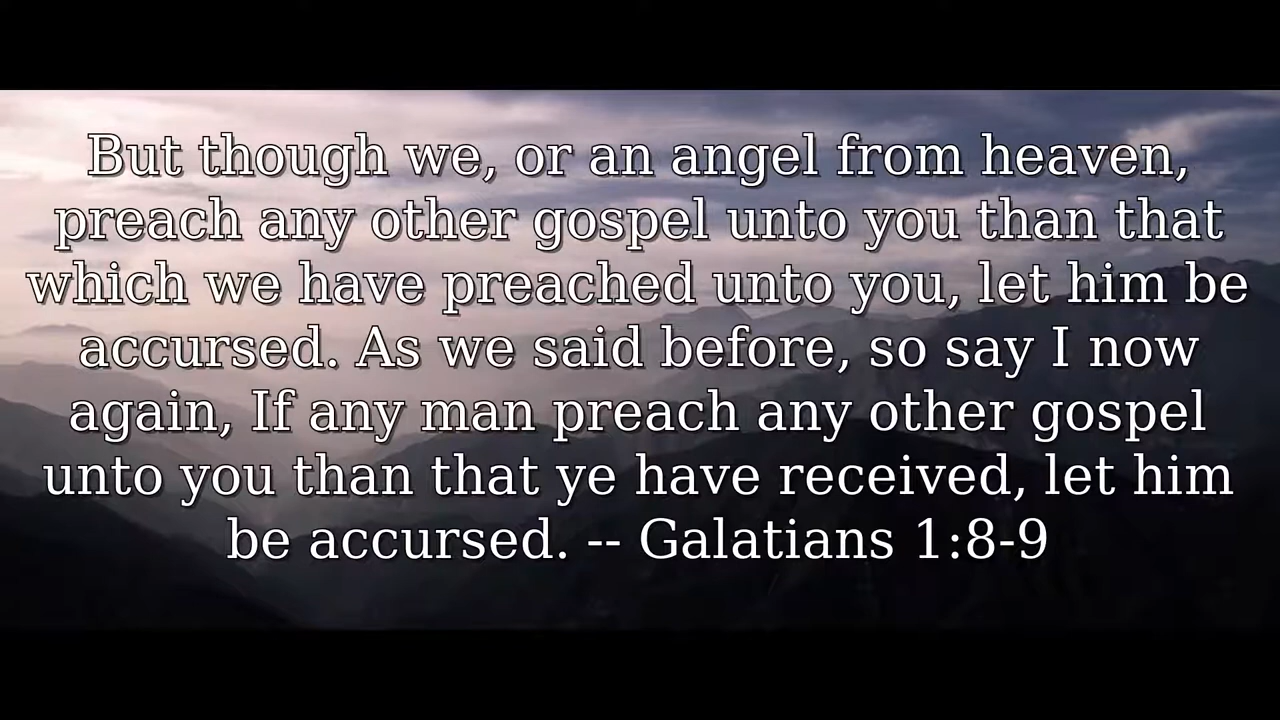 But though we, or an angel from heaven,
preach any other gospel unto you than that
which we have preached unto you, let him be
accursed. As we said before, so say I now
again, If any man preach any other gospel
unto you than that ye have received, let him
be accursed. -- Galatians 1:8-9